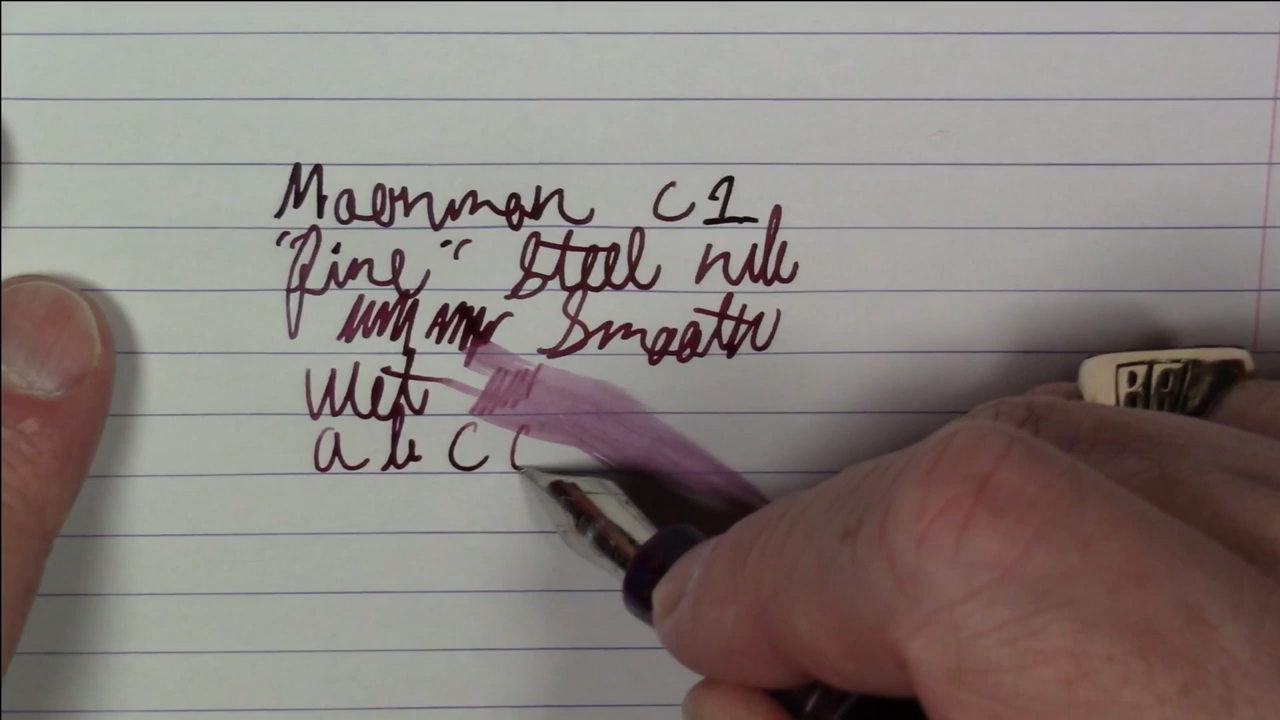 Moonman C1
"fine" Steel nib
Smooth
Wet
a b c c